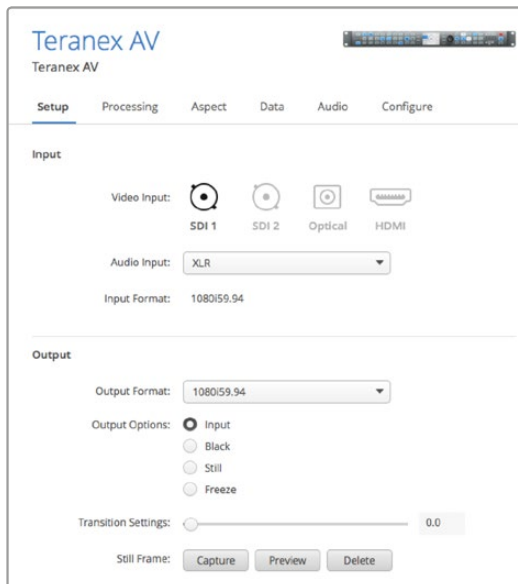 Teranex AV
Teranex AV
Setup Processing Aspect Data Audio Configure
Input
Video Input:
SDI 1 SDI 2 Optical HDMI
Audio Input: XLR
Input Format: 1080i59.94
Output
Output Format: 1080i59.94
Output Options: Input
Black
Still
Freeze
Transition Settings: 0.0
Still Frame: Capture Preview Delete